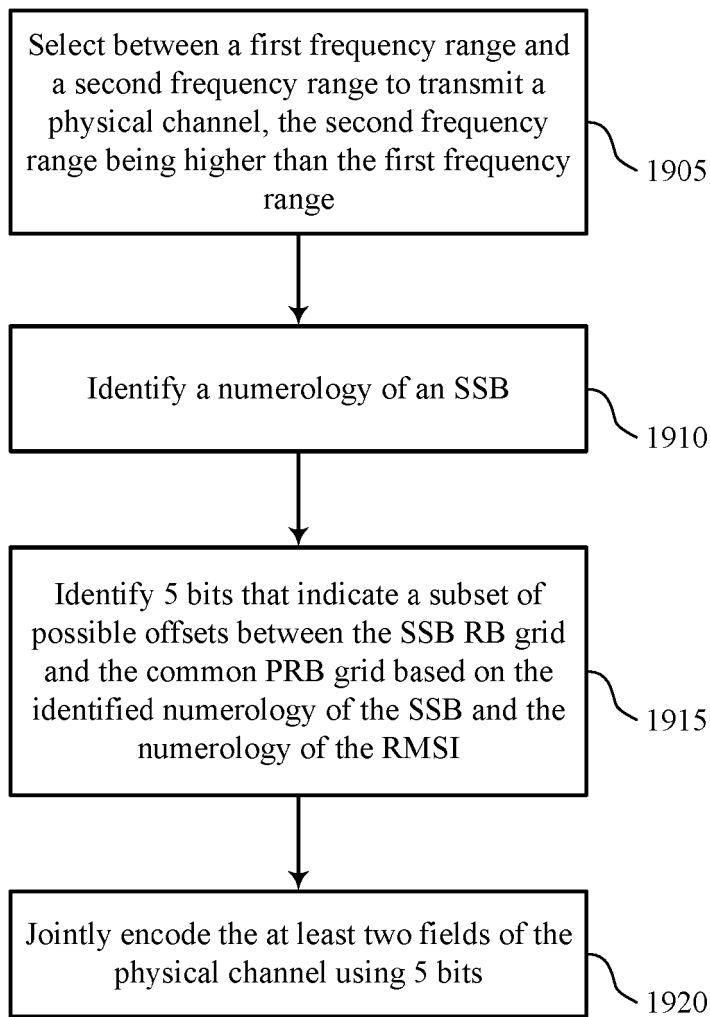 Select between a first frequency range and
a second frequency range to transmit a
physical channel, the second frequency
range being higher than the first frequency
range
1905
Identify a numerology of an SSB
1910
Identify 5 bits that indicate a subset of
possible offsets between the SSB RB grid
and the common PRB grid based on the
identified numerology of the SSB and the
numerology of the RMSI
1915
Jointly encode the at least two fields of the
physical channel using 5 bits
1920